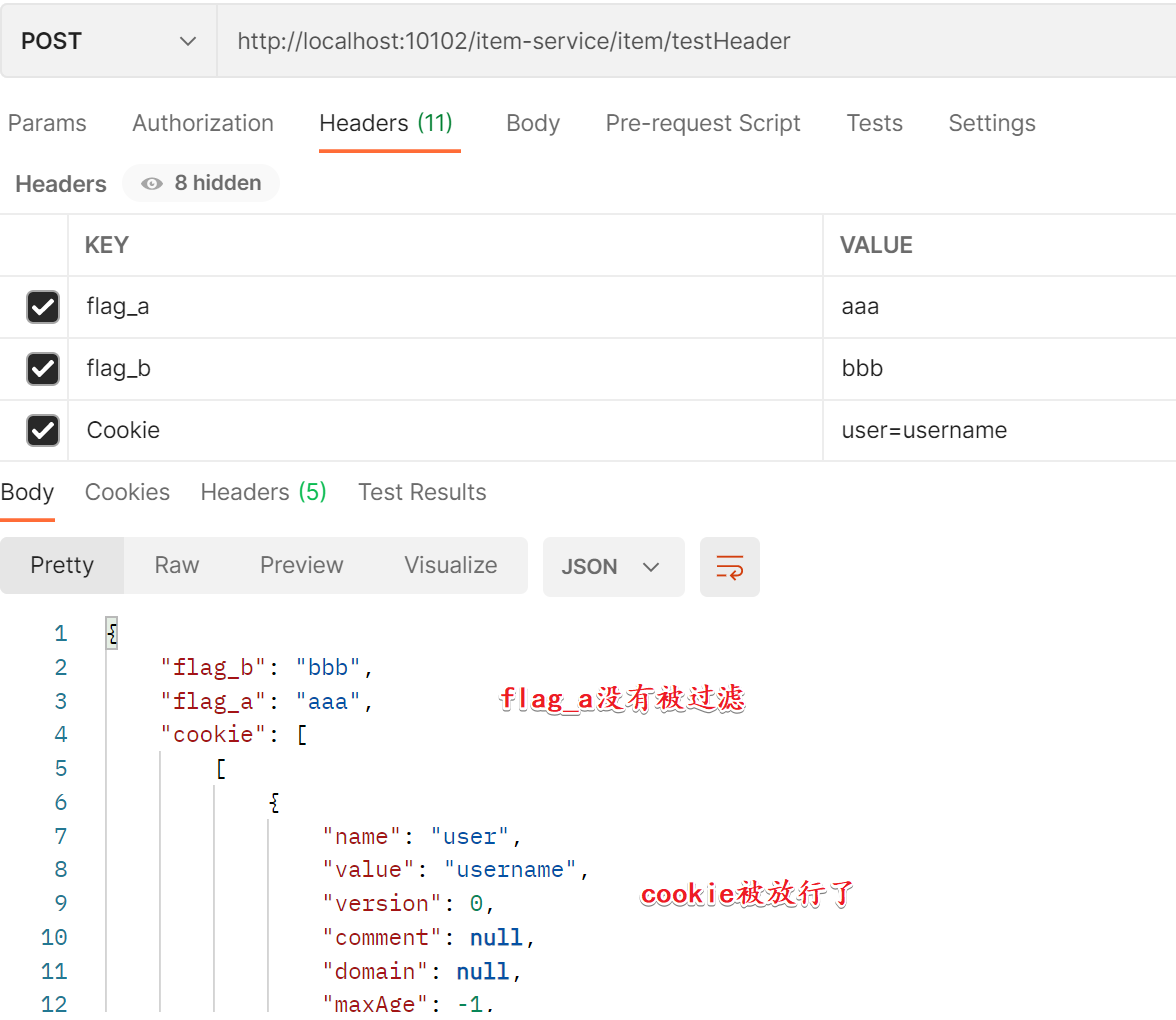 POST http://localhost:10102/item-service/item/testHeader
Params Authorization Headers (11) Body Pre-request Script Tests Settings
Headers 8 hidden
KEY VALUE
flag_a aaa
flag_b bbb
Cookie user=username
Body Cookies Headers (5) Test Results
Pretty Raw Preview Visualize JSON
1 {
2 "flag_b": "bbb",
3 "flag_a": "aaa", flag_a没有被过滤
4 "cookie": [
5 [
6 {
7 "name": "user",
8 "value": "username",
9 "version": 0, cookie被放行了
10 "comment": null,
11 "domain": null,
12 "maxAge": -1,